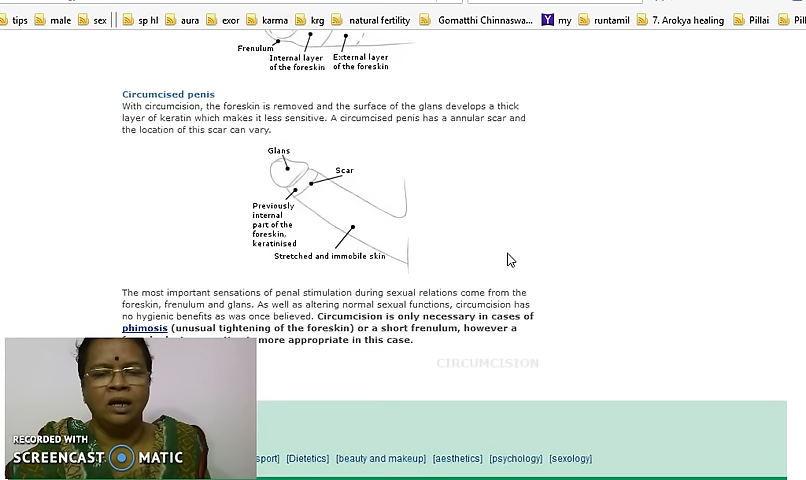 tips male sex sp hl aura exor karma krg natural fertility Gomatthi Chinnaswa... my runtamil 7. Arokya healing Pillai Pill
Frenulum
Internal layer of the foreskin
External layer of the foreskin
Circumcised penis
With circumcision, the foreskin is removed and the surface of the glans develops a thick
layer of keratin which makes it less sensitive. A circumcised penis has a annular scar and
the location of this scar can vary.
Glans
Scar
Previously
internal
part of the
foreskin,
keratinised
Stretched and immobile skin
The most important sensations of penal stimulation during sexual relations come from the
foreskin, frenulum and glans. As well as altering normal sexual functions, circumcision has
no hygienic benefits as was once believed. Circumcision is only necessary in cases of
phimosis (unusual tightening of the foreskin) or a short frenulum, however a
more appropriate in this case.
CIRCUMCISION
RECORDED WITH
SCREENCAST MATIC
sport] [Dietetics] [beauty and makeup] [aesthetics] [psychology] [sexology]